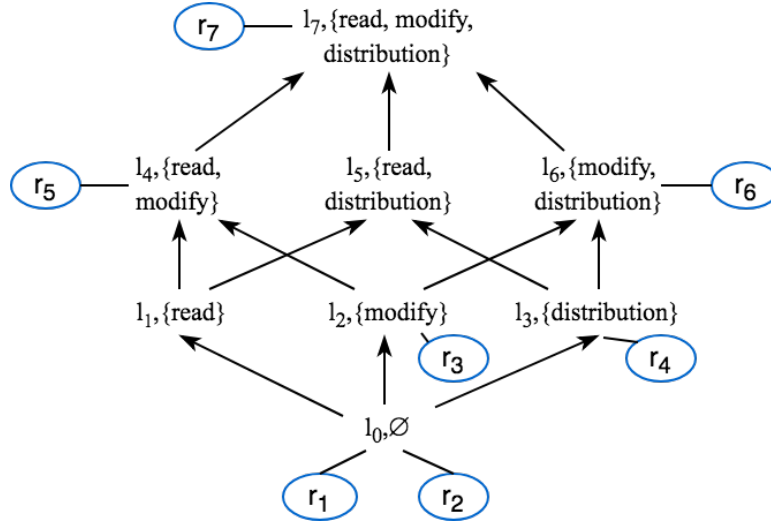 r₇
l₇,{read, modify,
distribution}
r₅
l₄,{read,
modify}
l₅,{read,
distribution}
l₆,{modify,
distribution}
r₆
l₁,{read}
l₂,{modify}
l₃,{distribution}
r₃
r₄
l₀,∅
r₁
r₂